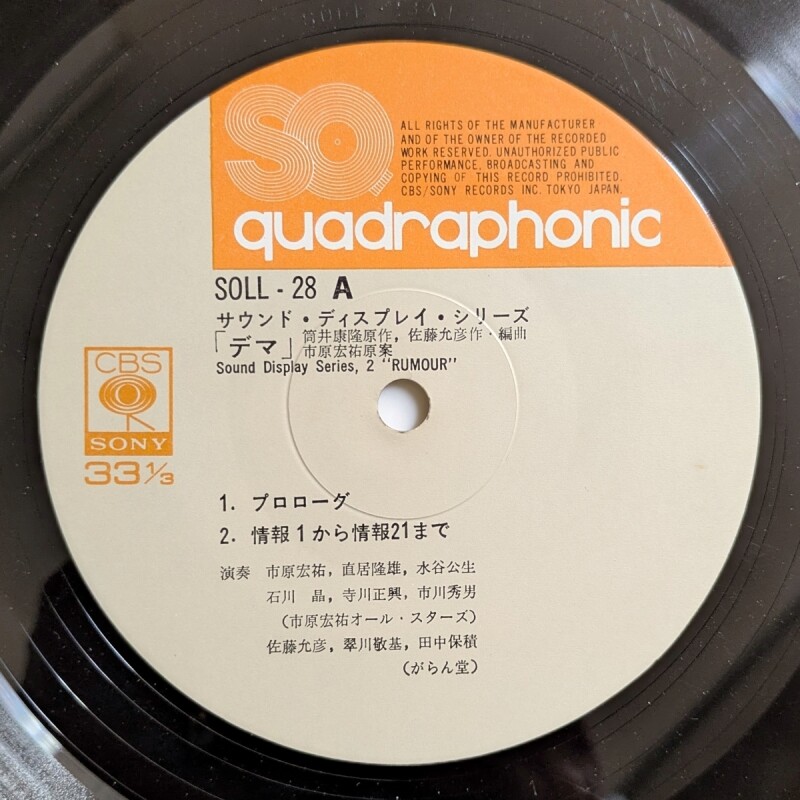 SQ
ALL RIGHTS OF THE MANUFACTURER
AND OF THE OWNER OF THE RECORDED
WORK RESERVED. UNAUTHORIZED PUBLIC
PERFORMANCE, BROADCASTING AND
COPYING OF THIS RECORD PROHIBITED.
CBS/SONY RECORDS INC. TOKYO JAPAN.
quadraphonic
SOLL - 28 A
サウンド・ディスプレイ・シリーズ
「デマ」筒井康隆原作, 佐藤允彦作・編曲
市原宏祐原案
Sound Display Series, 2 "RUMOUR"
CBS
SONY
33 1/3
1. プロローグ
2. 情報1から情報21まで
演奏 市原宏祐, 直居隆雄, 水谷公生
石川 晶, 寺川正興, 市川秀男
(市原宏祐オール・スターズ)
佐藤允彦, 翠川敬基, 田中保積
(がらん堂)